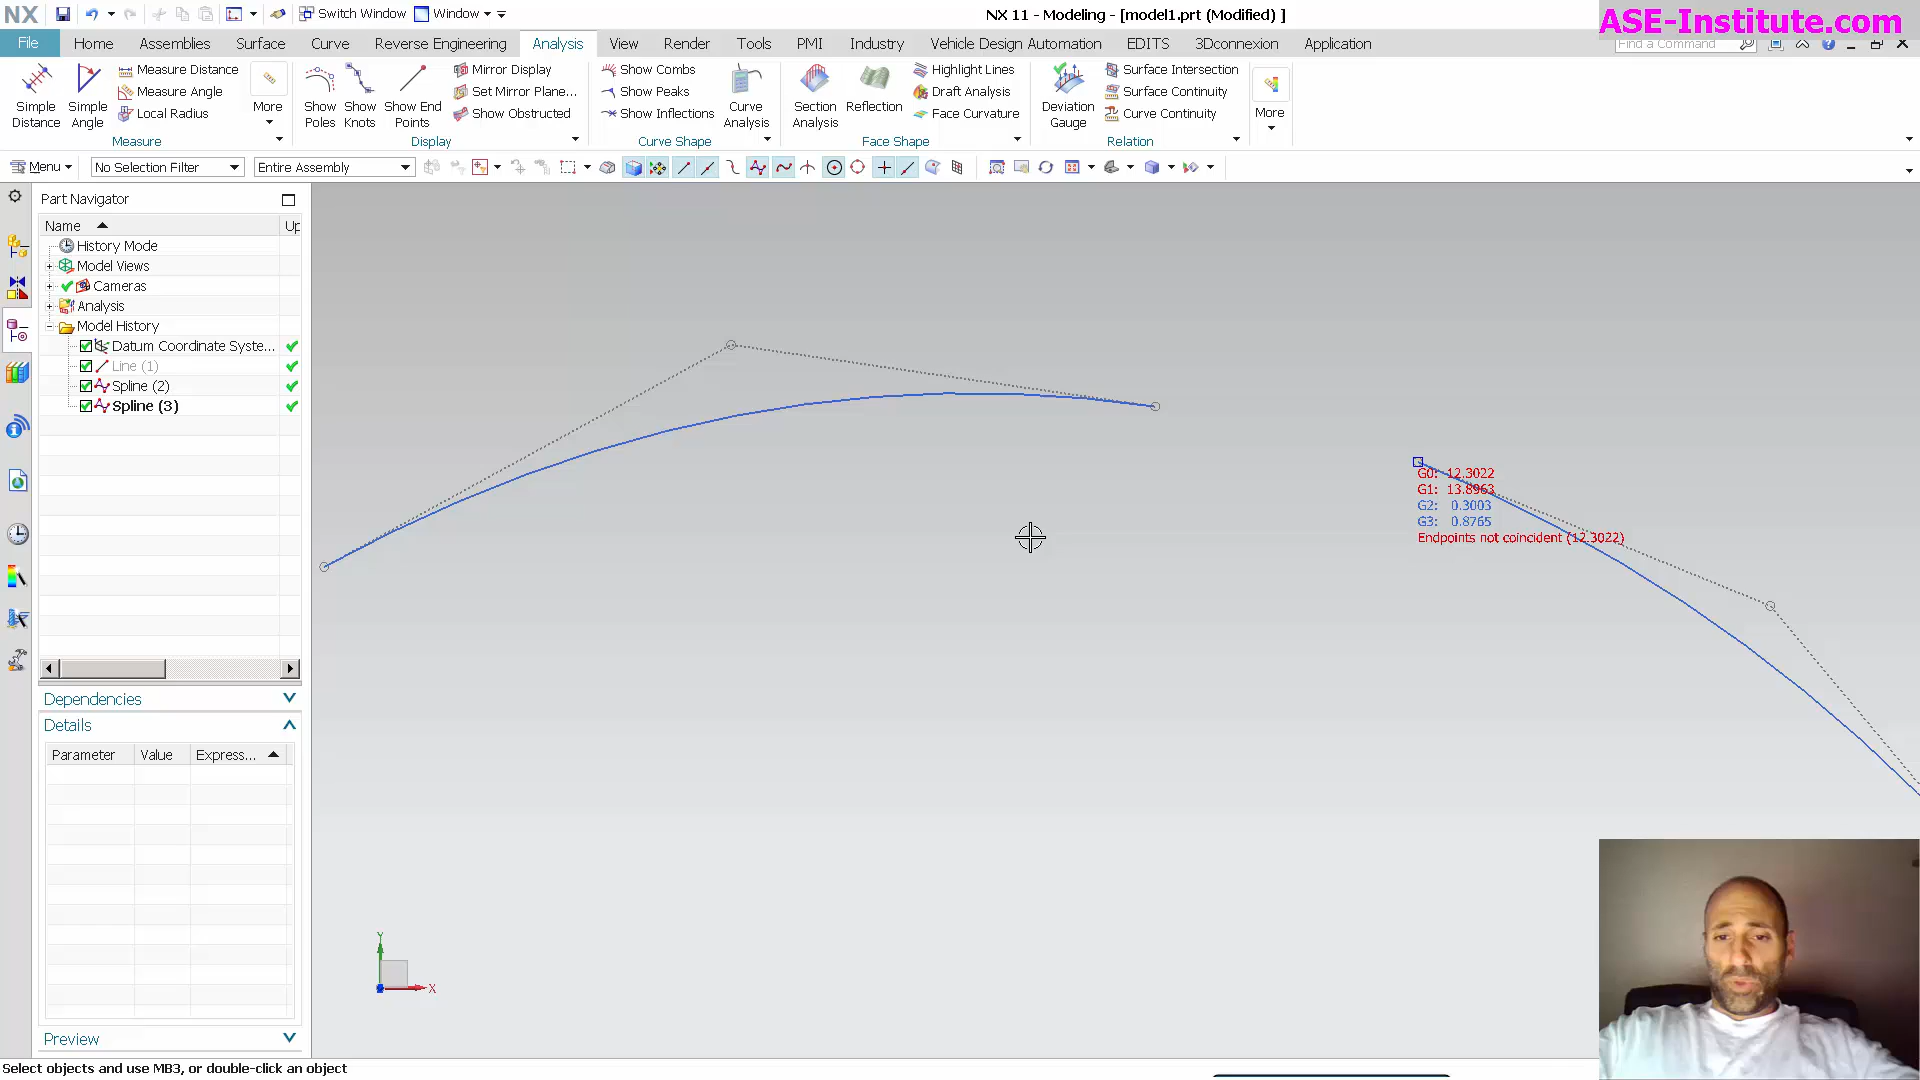 NX
Switch Window
Window
NX 11 - Modeling - [model1.prt (Modified) ]
ASE-Institute.com
File
Home
Assemblies
Surface
Curve
Reverse Engineering
Analysis
View
Render
Tools
PMI
Industry
Vehicle Design Automation
EDITS
3Dconnexion
Application
Find a Command
Simple Distance
Simple Angle
Measure Distance
Measure Angle
Local Radius
More
Measure
Show Poles
Show Knots
Show End Points
Mirror Display
Set Mirror Plane...
Show Obstructed
Display
Show Combs
Show Peaks
Show Inflections
Curve Analysis
Curve Shape
Section Analysis
Reflection
Highlight Lines
Draft Analysis
Face Curvature
Face Shape
Deviation Gauge
Surface Intersection
Surface Continuity
Curve Continuity
Relation
More
Menu
No Selection Filter
Entire Assembly
Part Navigator
Name
Up
History Mode
Model Views
Cameras
Analysis
Model History
Datum Coordinate Syste...
Line (1)
Spline (2)
Spline (3)
Dependencies
Details
Parameter
Value
Express...
Preview
G0: 12.3022
G1: 13.8963
G2: 0.3003
G3: 0.8765
Endpoints not coincident (12.3022)
Y
X
Select objects and use MB3, or double-click an object